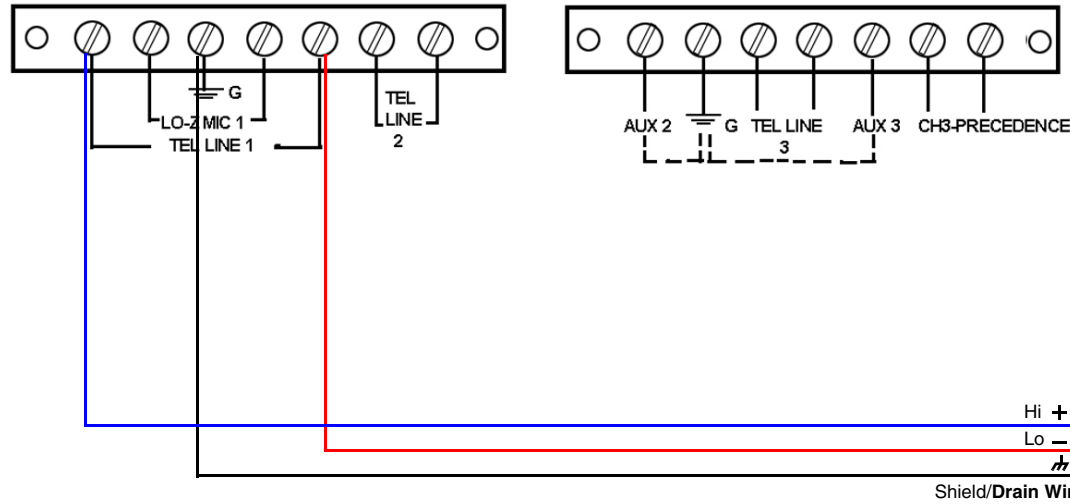 G
LO-Z MIC 1
TEL LINE 1
TEL
LINE
2
AUX 2
G
TEL LINE
3
AUX 3
CH3-PRECEDENCE
Hi +
Lo –
Shield/Drain Wir